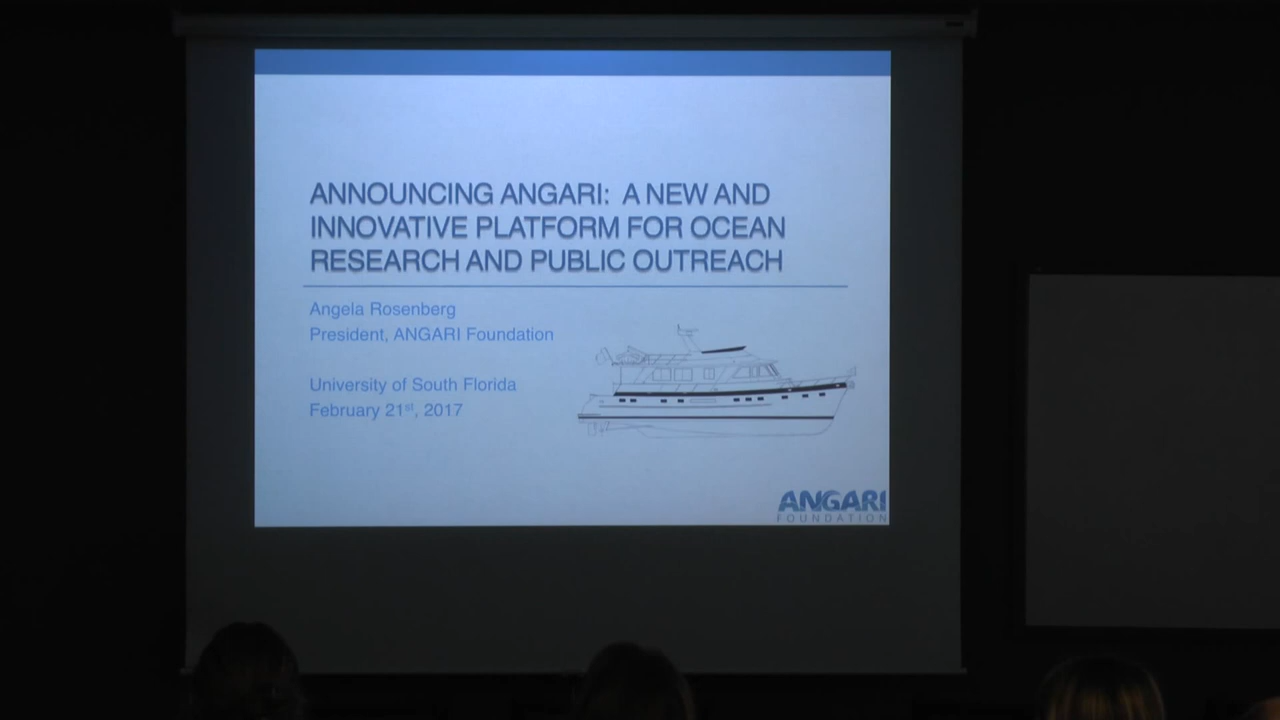 ANNOUNCING ANGARI: A NEW AND
INNOVATIVE PLATFORM FOR OCEAN
RESEARCH AND PUBLIC OUTREACH
Angela Rosenberg
President, ANGARI Foundation
University of South Florida
February 21st, 2017
ANGARI
FOUNDATION